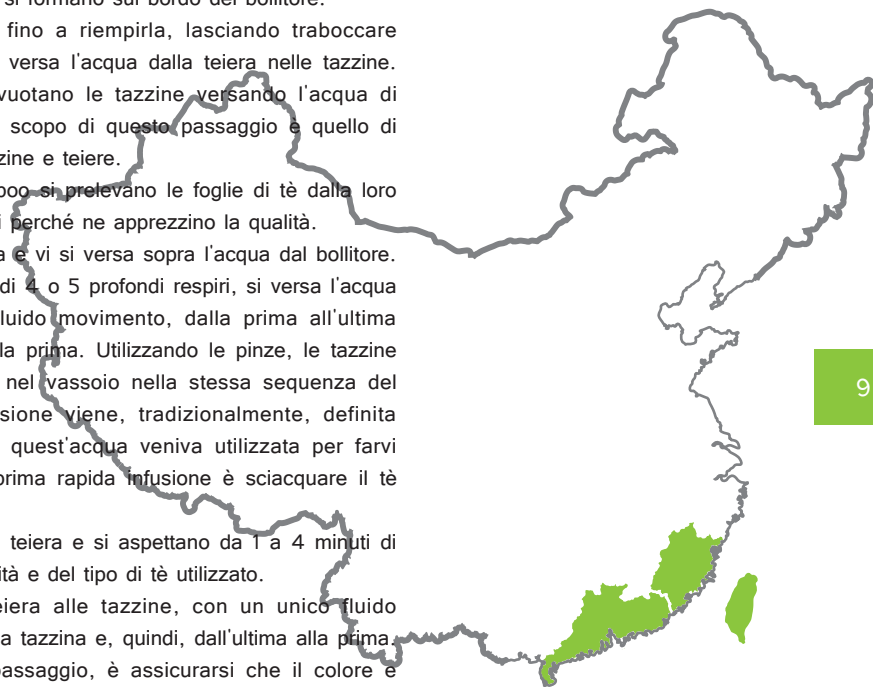 si formano sul bordo del bollitore.
fino a riempirla, lasciando traboccare
versa l'acqua dalla teiera nelle tazzine.
vuotano le tazzine versando l'acqua di
scopo di questo passaggio è quello di
zine e teiere.
boo si prelevano le foglie di tè dalla loro
i perché ne apprezzino la qualità.
a e vi si versa sopra l'acqua dal bollitore.
di 4 o 5 profondi respiri, si versa l'acqua
luido movimento, dalla prima all'ultima
la prima. Utilizzando le pinze, le tazzine
nel vassoio nella stessa sequenza del
sione viene, tradizionalmente, definita
quest'acqua veniva utilizzata per farvi
prima rapida infusione è sciacquare il tè
teiera e si aspettano da 1 a 4 minuti di
ità e del tipo di tè utilizzato.
eiera alle tazzine, con un unico fluido
a tazzina e, quindi, dall'ultima alla prima.
passaggio, è assicurarsi che il colore e
9